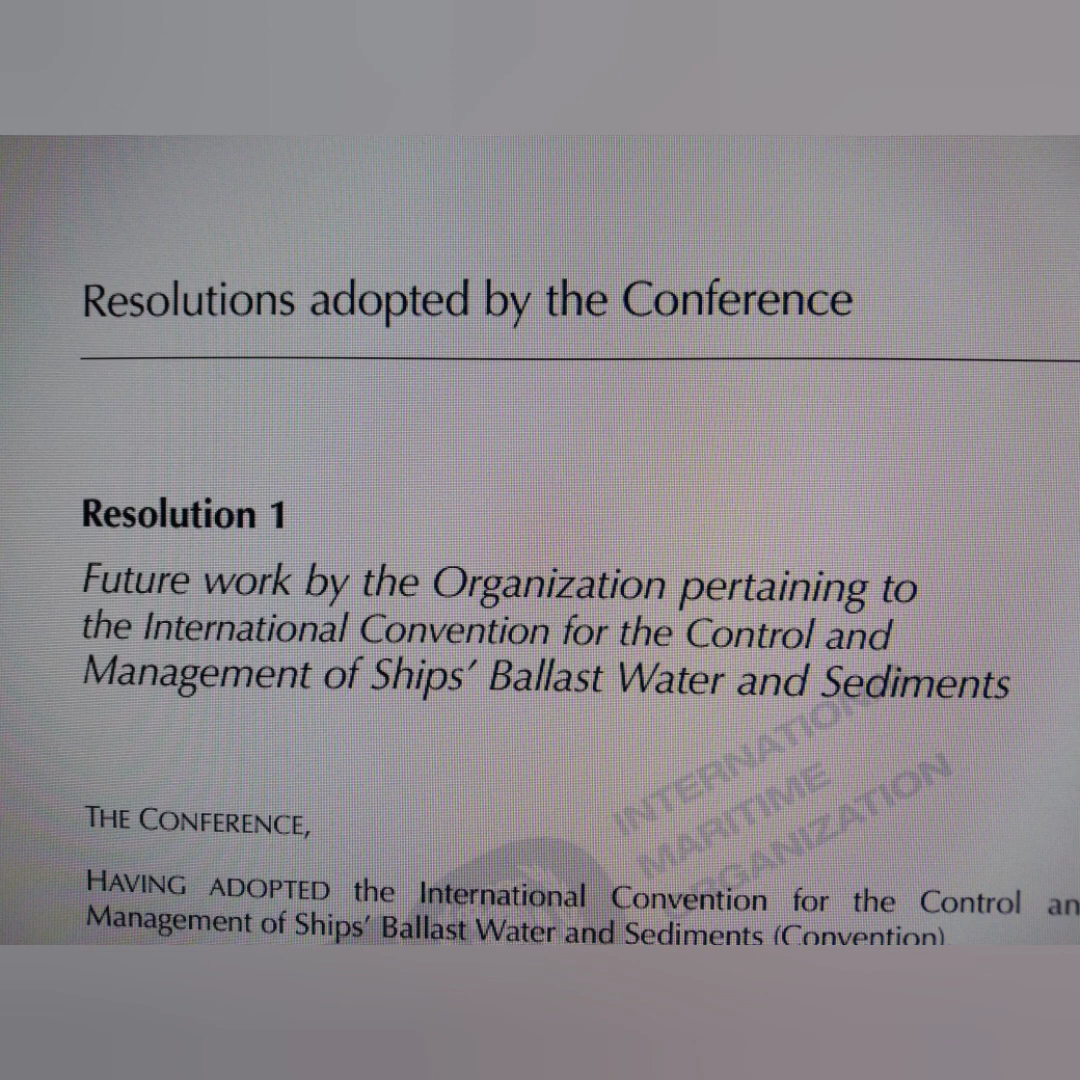 Resolutions adopted by the Conference
Resolution 1
Future work by the Organization pertaining to
the International Convention for the Control and
Management of Ships’ Ballast Water and Sediments
INTERNATIONAL
MARITIME
ORGANIZATION
THE CONFERENCE,
HAVING ADOPTED the International Convention for the Control an
Management of Ships’ Ballast Water and Sediments (Convention)